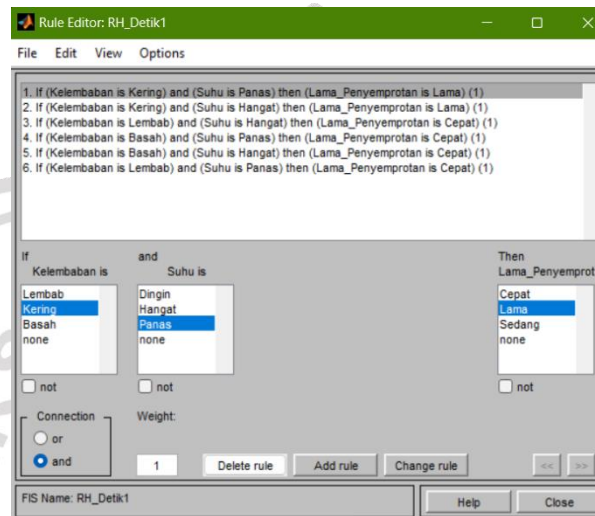 Rule Editor: RH_Detik1
File Edit View Options
1. If (Kelembaban is Kering) and (Suhu is Panas) then (Lama_Penyemprotan is Lama) (1)
2. If (Kelembaban is Kering) and (Suhu is Hangat) then (Lama_Penyemprotan is Lama) (1)
3. If (Kelembaban is Lembab) and (Suhu is Hangat) then (Lama_Penyemprotan is Cepat) (1)
4. If (Kelembaban is Basah) and (Suhu is Panas) then (Lama_Penyemprotan is Cepat) (1)
5. If (Kelembaban is Basah) and (Suhu is Hangat) then (Lama_Penyemprotan is Cepat) (1)
6. If (Kelembaban is Lembab) and (Suhu is Panas) then (Lama_Penyemprotan is Cepat) (1)
If and Then
Kelembaban is Suhu is Lama_Penyemprot
Lembab Dingin Cepat
Kering Hangat Lama
Basah Panas Sedang
none none none
not not not
Connection Weight:
or
and 1 Delete rule Add rule Change rule << >>
FIS Name: RH_Detik1 Help Close